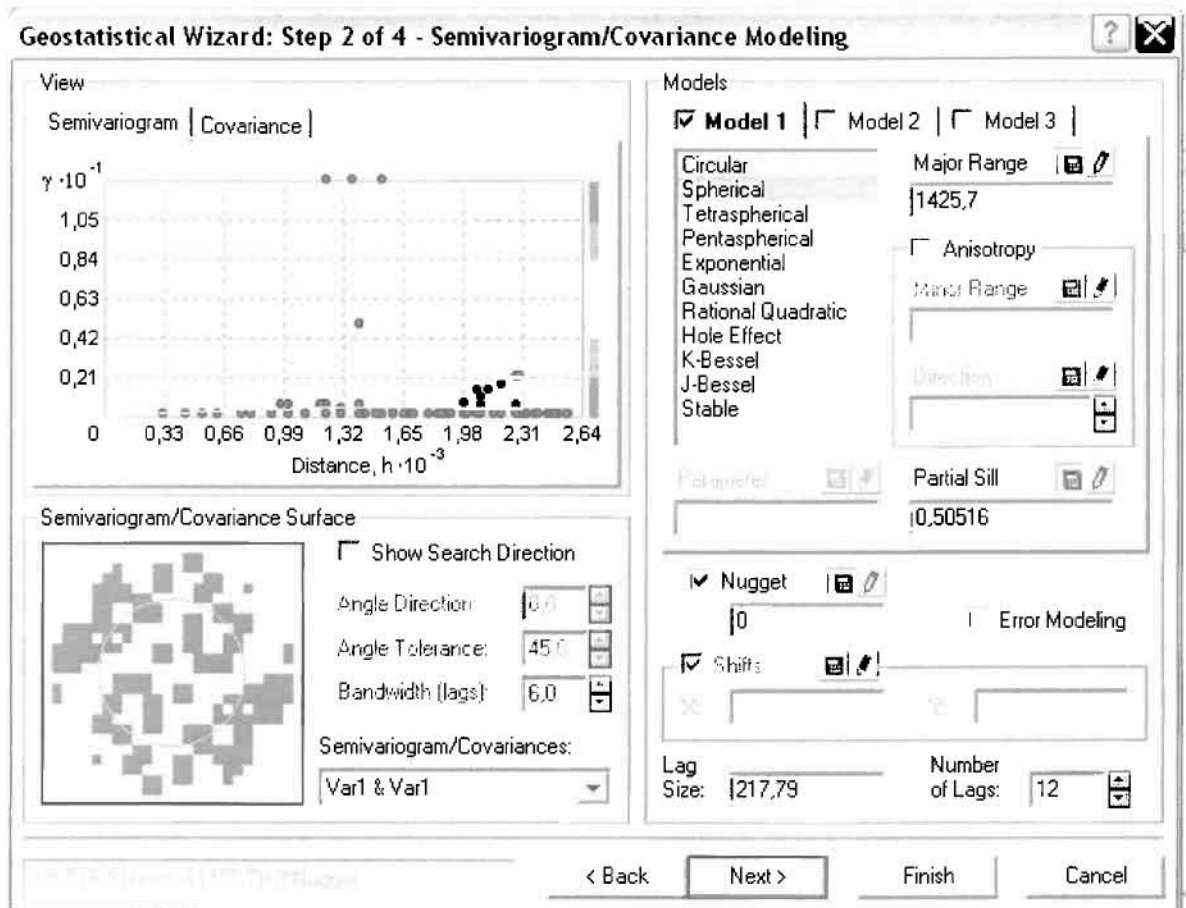 Geostatistical Wizard: Step 2 of 4 - Semivariogram/Covariance Modeling
?
View
Semivariogram
Covariance
γ ·10⁻¹
1,05
0,84
0,63
0,42
0,21
0
0,33
0,66
0,99
1,32
1,65
1,98
2,31
2,64
Distance, h ·10⁻³
Semivariogram/Covariance Surface
Show Search Direction
Angle Direction:
0,0
Angle Tolerance:
45,0
Bandwidth (lags):
6,0
Semivariogram/Covariances:
Var1 & Var1
Models
Model 1
Model 2
Model 3
Circular
Spherical
Tetraspherical
Pentaspherical
Exponential
Gaussian
Rational Quadratic
Hole Effect
K-Bessel
J-Bessel
Stable
Major Range
1425,7
Anisotropy
Minor Range
Direction
Parameter
Partial Sill
0,50516
Nugget
0
Error Modeling
Shifts
X:
Y:
Lag
Size:
217,79
Number
of Lags:
12
< Back
Next >
Finish
Cancel